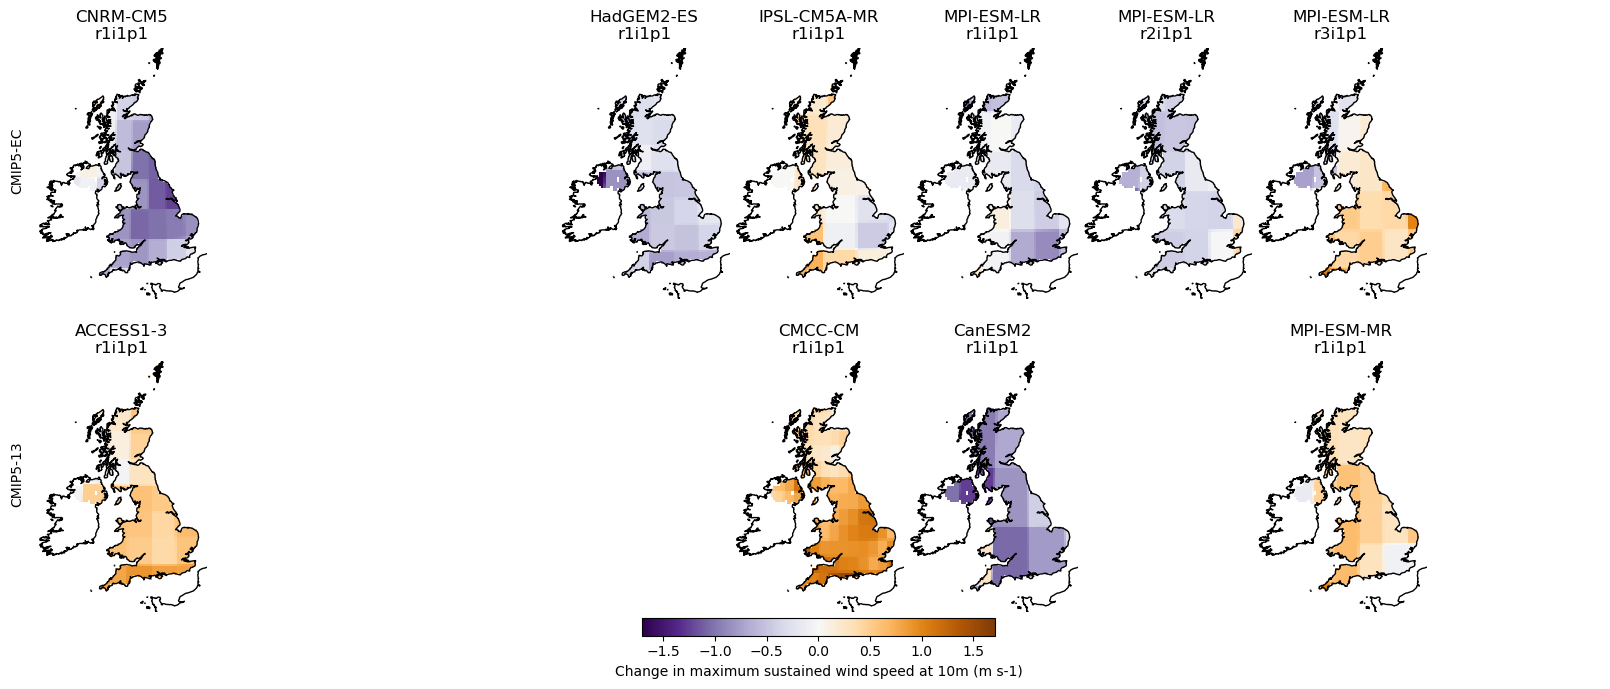 CNRM-CM5
r1i1p1
HadGEM2-ES
r1i1p1
IPSL-CM5A-MR
r1i1p1
MPI-ESM-LR
r1i1p1
MPI-ESM-LR
r2i1p1
MPI-ESM-LR
r3i1p1
CMIP5-EC
ACCESS1-3
r1i1p1
CMCC-CM
r1i1p1
CanESM2
r1i1p1
MPI-ESM-MR
r1i1p1
CMIP5-13
−1.5 −1.0 −0.5 0.0 0.5 1.0 1.5
Change in maximum sustained wind speed at 10m (m s-1)